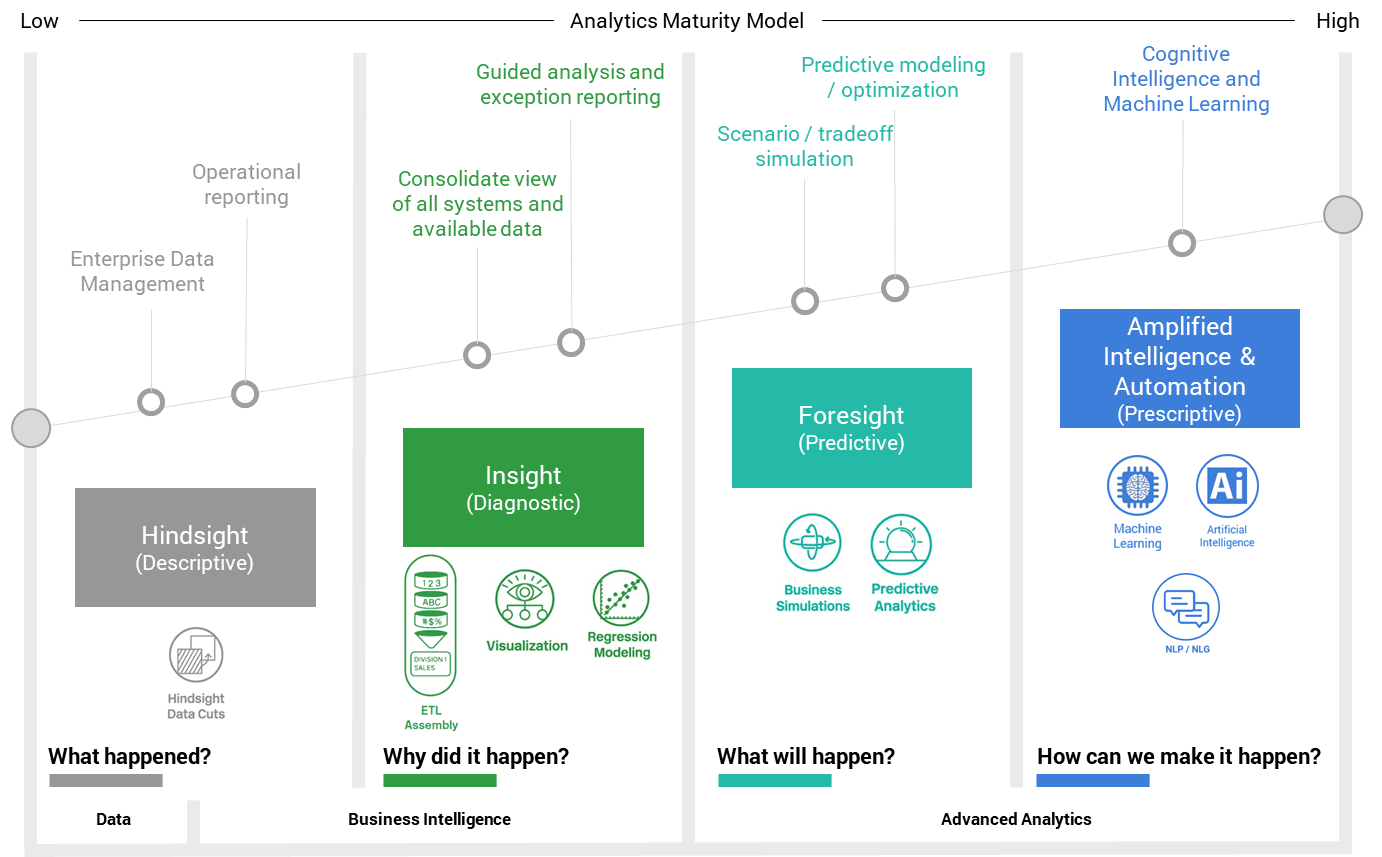 Low
Analytics Maturity Model
High
Enterprise Data
Management
Operational
reporting
Hindsight
(Descriptive)
Hindsight
Data Cuts
What happened?
Consolidate view
of all systems and
available data
Guided analysis and
exception reporting
Insight
(Diagnostic)
1 2 3
ABC
#$%
DIVISION 1
SALES
ETL
Assembly
Visualization
Regression
Modeling
Why did it happen?
Scenario / tradeoff
simulation
Predictive modeling
/ optimization
Foresight
(Predictive)
Business
Simulations
Predictive
Analytics
What will happen?
Cognitive
Intelligence and
Machine Learning
Amplified
Intelligence &
Automation
(Prescriptive)
Machine
Learning
Ai
Artificial
Intelligence
NLP / NLG
How can we make it happen?
Data
Business Intelligence
Advanced Analytics